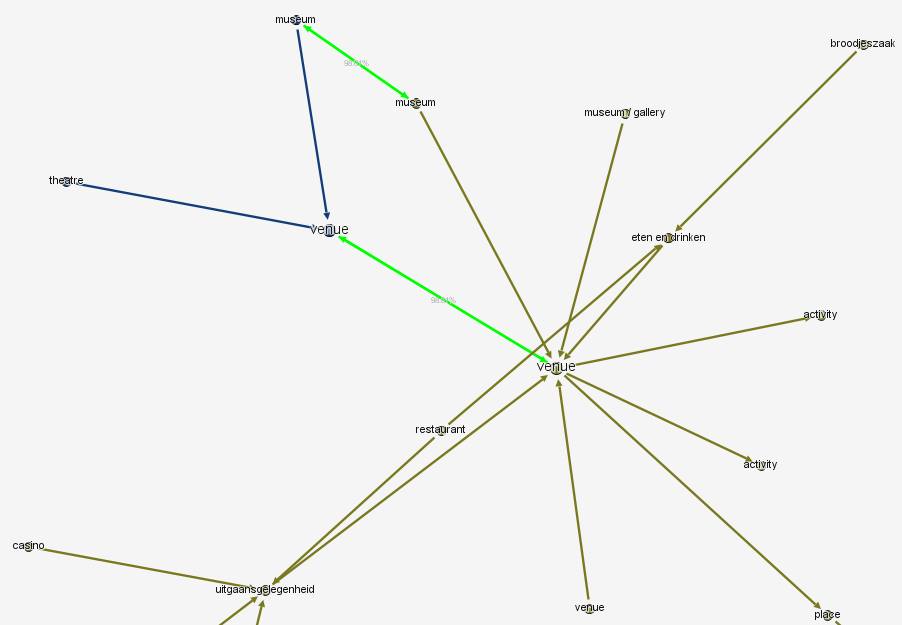 museum
broodjeszaak
museum
museum / gallery
theatre
venue
eten en drinken
activity
venue
restaurant
activity
casino
uitgaansgelegenheid
venue
place